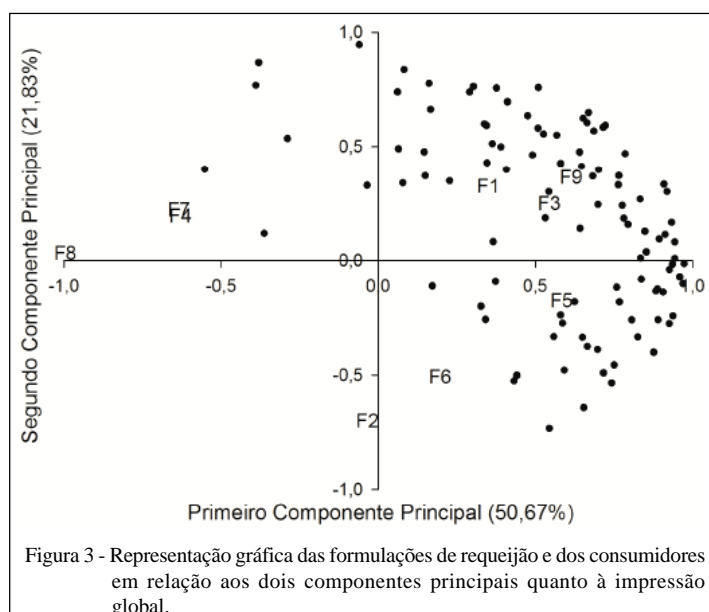 1,0
0,5
0,0
-0,5
-1,0
-1,0
-0,5
0
0,5
1,0
Segundo Componente Principal (21,83%)
F1
F9
F3
F7
F4
F8
F5
F6
F2
Primeiro Componente Principal (50,67%)
Figura 3 - Representação gráfica das formulações de requeijão e dos consumidores
em relação aos dois componentes principais quanto à impressão
global.